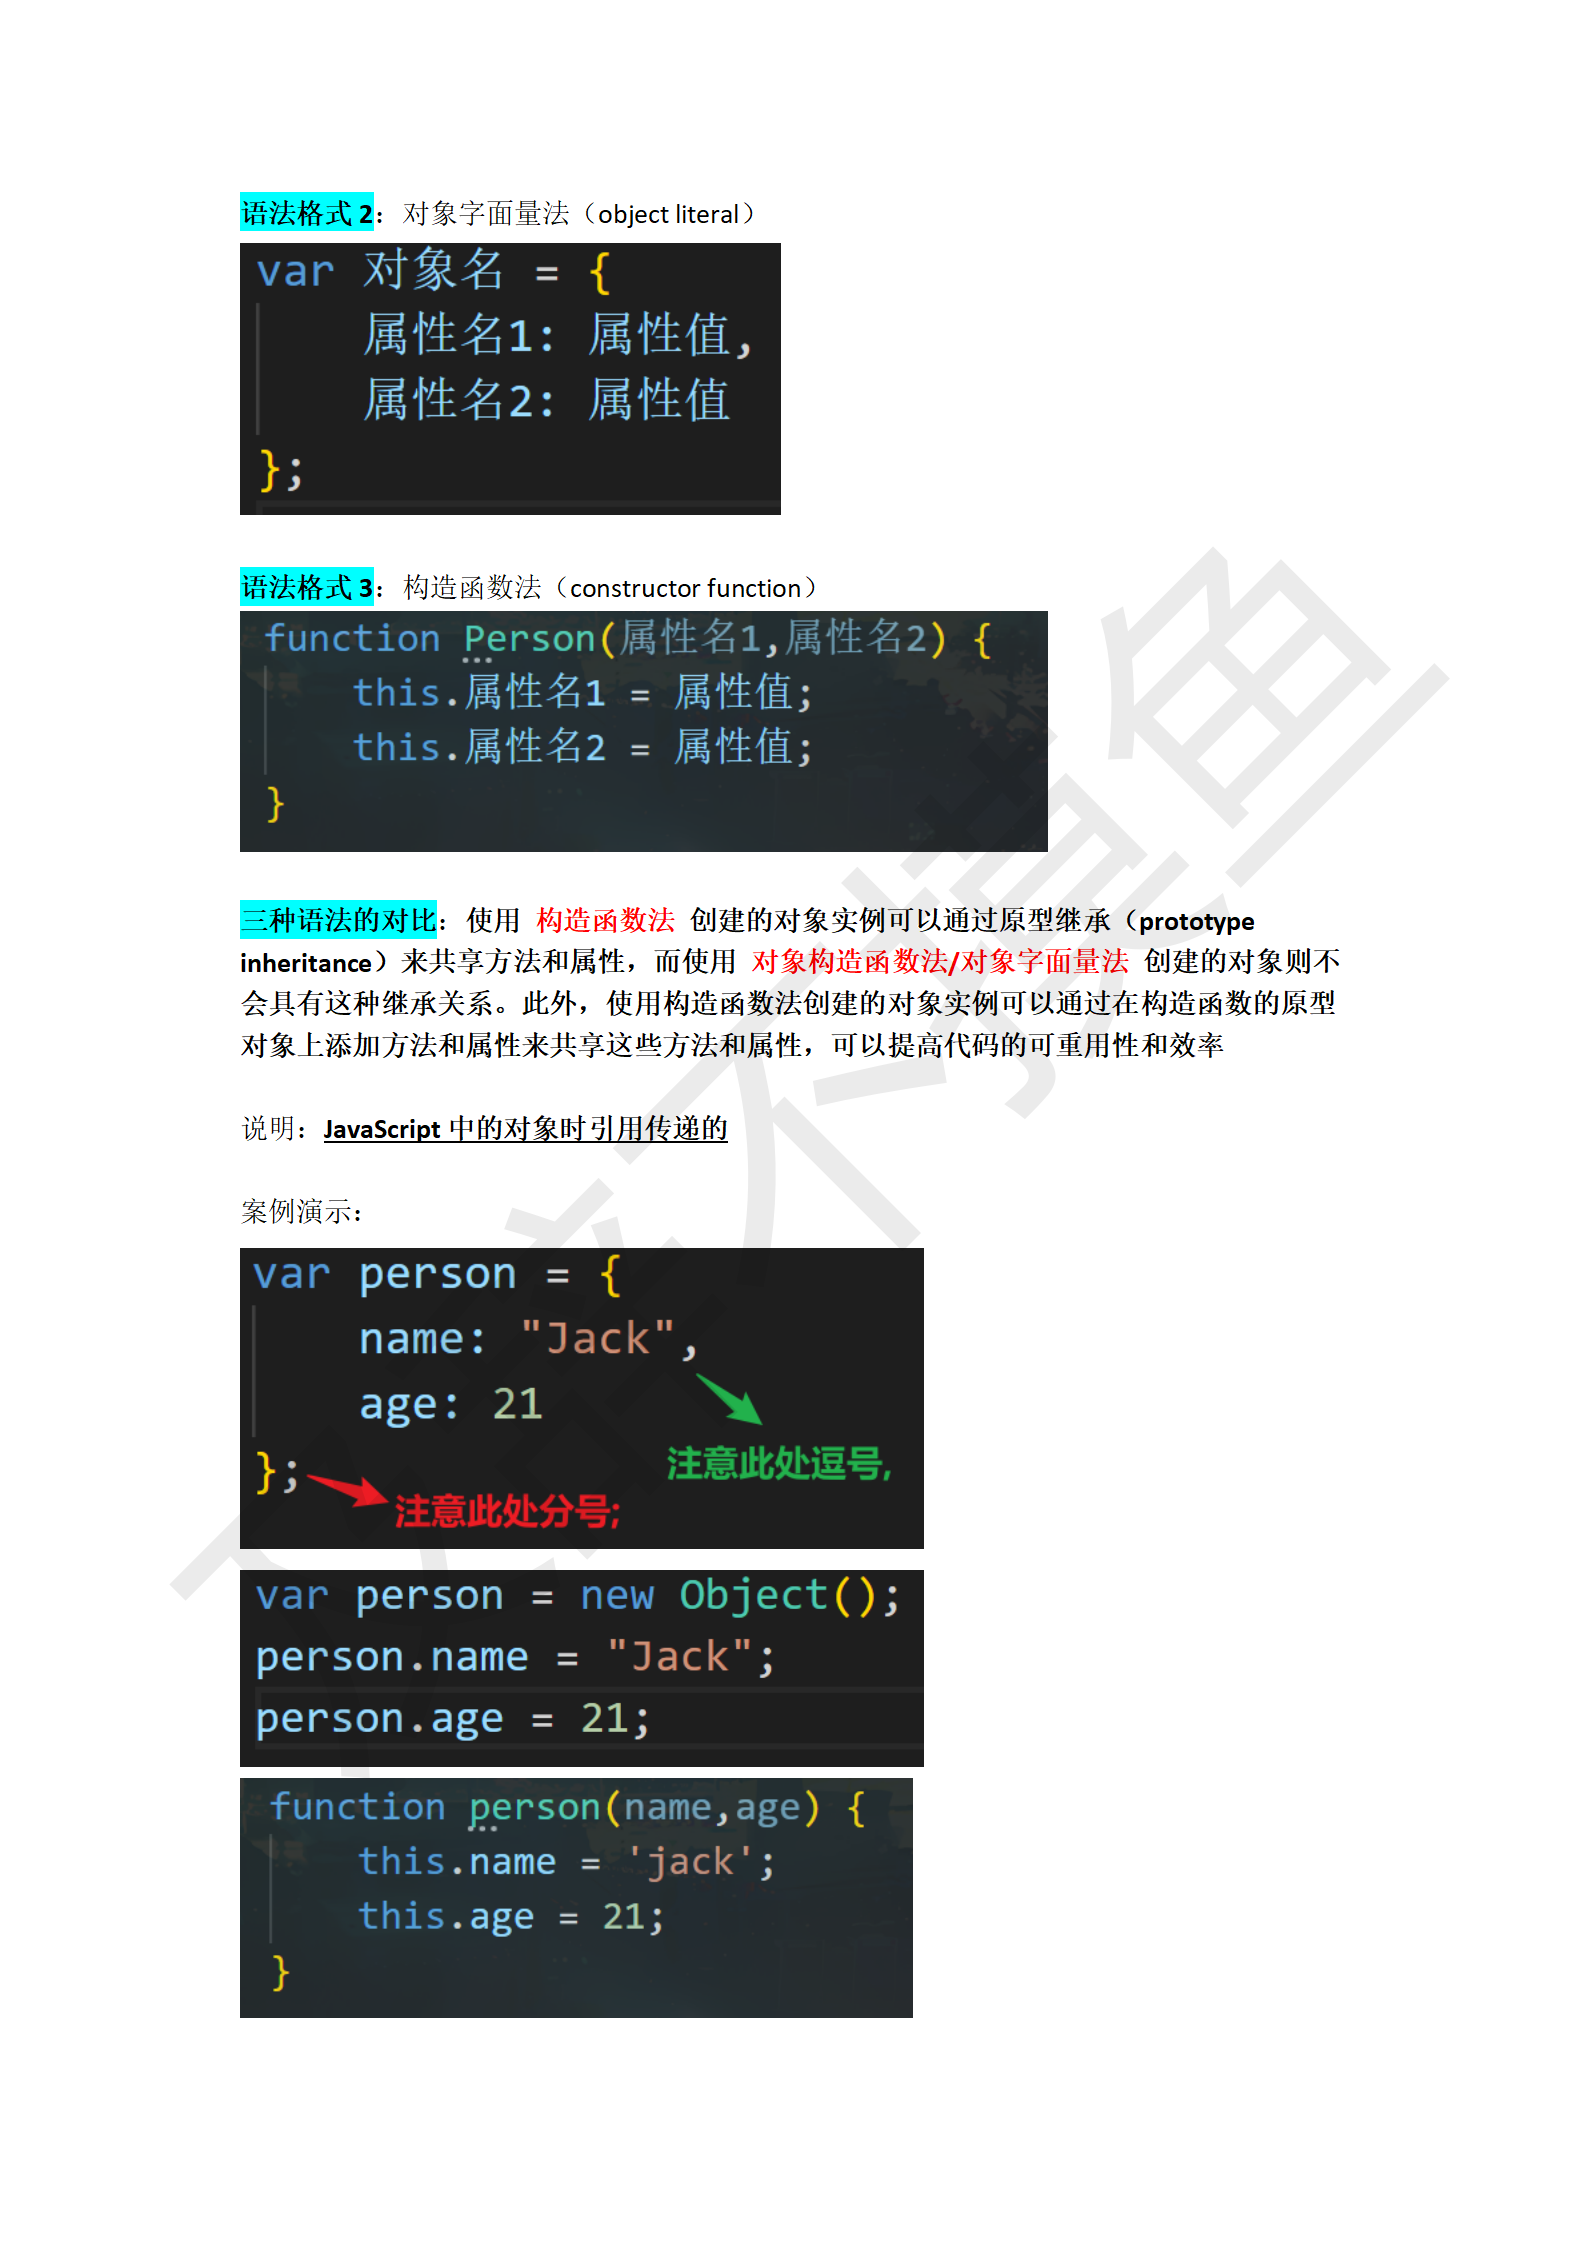 语法格式 2：对象字面量法（object literal）
var 对象名 = {
属性名1: 属性值,
属性名2: 属性值
};
语法格式 3：构造函数法（constructor function）
function Person(属性名1,属性名2) {
this.属性名1 = 属性值;
this.属性名2 = 属性值;
}
三种语法的对比：使用 构造函数法 创建的对象实例可以通过原型继承（prototype
inheritance）来共享方法和属性，而使用 对象构造函数法/对象字面量法 创建的对象则不
会具有这种继承关系。此外，使用构造函数法创建的对象实例可以通过在构造函数的原型
对象上添加方法和属性来共享这些方法和属性，可以提高代码的可重用性和效率
说明：JavaScript 中的对象时引用传递的
案例演示：
var person = {
name: "Jack",
age: 21
};
注意此处逗号,
注意此处分号;
var person = new Object();
person.name = "Jack";
person.age = 21;
function person(name,age) {
this.name = 'jack';
this.age = 21;
}
不摸鱼